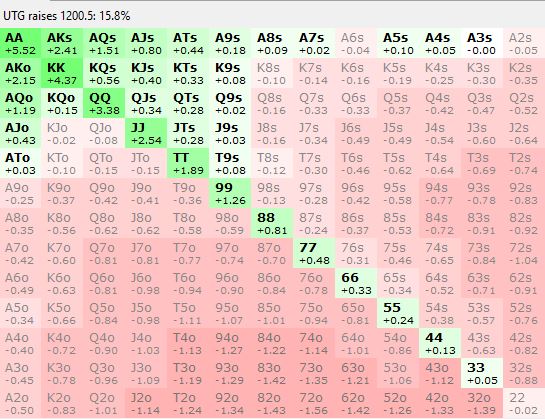 UTG raises 1200.5: 15.8%
AA AKs AQs AJs ATs A9s A8s A7s A6s A5s A4s A3s A2s
+5.52 +2.41 +1.51 +0.80 +0.44 +0.18 +0.09 +0.02 -0.04 +0.10 +0.05 -0.00 -0.05
AKo KK KQs KJs KTs K9s K8s K7s K6s K5s K4s K3s K2s
+2.15 +4.37 +0.56 +0.40 +0.33 +0.08 -0.10 -0.14 -0.16 -0.19 -0.25 -0.30 -0.35
AQo KQo QQ QJs QTs Q9s Q8s Q7s Q6s Q5s Q4s Q3s Q2s
+1.19 +0.15 +3.38 +0.34 +0.28 +0.02 -0.16 -0.33 -0.33 -0.37 -0.42 -0.47 -0.52
AJo KJo QJo JJ JTs J9s J8s J7s J6s J5s J4s J3s J2s
+0.43 -0.02 -0.08 +2.54 +0.28 +0.03 -0.16 -0.34 -0.49 -0.49 -0.54 -0.60 -0.64
ATo KTo QTo JTo TT T9s T8s T7s T6s T5s T4s T3s T2s
+0.03 -0.10 -0.15 -0.15 +1.89 +0.08 -0.12 -0.30 -0.46 -0.62 -0.64 -0.69 -0.74
A9o K9o Q9o J9o T9o 99 98s 97s 96s 95s 94s 93s 92s
-0.25 -0.37 -0.42 -0.41 -0.36 +1.26 -0.13 -0.28 -0.42 -0.58 -0.77 -0.78 -0.83
A8o K8o Q8o J8o T8o 98o 88 87s 86s 85s 84s 83s 82s
-0.35 -0.56 -0.62 -0.62 -0.58 -0.59 +0.81 -0.24 -0.37 -0.53 -0.72 -0.91 -0.92
A7o K7o Q7o J7o T7o 97o 87o 77 76s 75s 74s 73s 72s
-0.42 -0.60 -0.81 -0.81 -0.77 -0.74 -0.70 +0.48 -0.31 -0.46 -0.65 -0.84 -1.04
A6o K6o Q6o J6o T6o 96o 86o 76o 66 65s 64s 63s 62s
-0.49 -0.63 -0.81 -0.98 -0.94 -0.90 -0.84 -0.78 +0.33 -0.34 -0.52 -0.71 -0.91
A5o K5o Q5o J5o T5o 95o 85o 75o 65o 55 54s 53s 52s
-0.34 -0.66 -0.84 -0.98 -1.11 -1.07 -1.01 -0.94 -0.81 +0.24 -0.38 -0.57 -0.76
A4o K4o Q4o J4o T4o 94o 84o 74o 64o 54o 44 43s 42s
-0.40 -0.72 -0.90 -1.03 -1.13 -1.27 -1.22 -1.14 -1.01 -0.86 +0.13 -0.63 -0.82
A3o K3o Q3o J3o T3o 93o 83o 73o 63o 53o 43o 33 32s
-0.45 -0.78 -0.96 -1.09 -1.19 -1.29 -1.42 -1.35 -1.21 -1.06 -1.12 +0.05 -0.88
A2o K2o Q2o J2o T2o 92o 82o 72o 62o 52o 42o 32o 22
-0.50 -0.83 -1.01 -1.14 -1.24 -1.34 -1.43 -1.56 -1.42 -1.26 -1.33 -1.39 -0.02